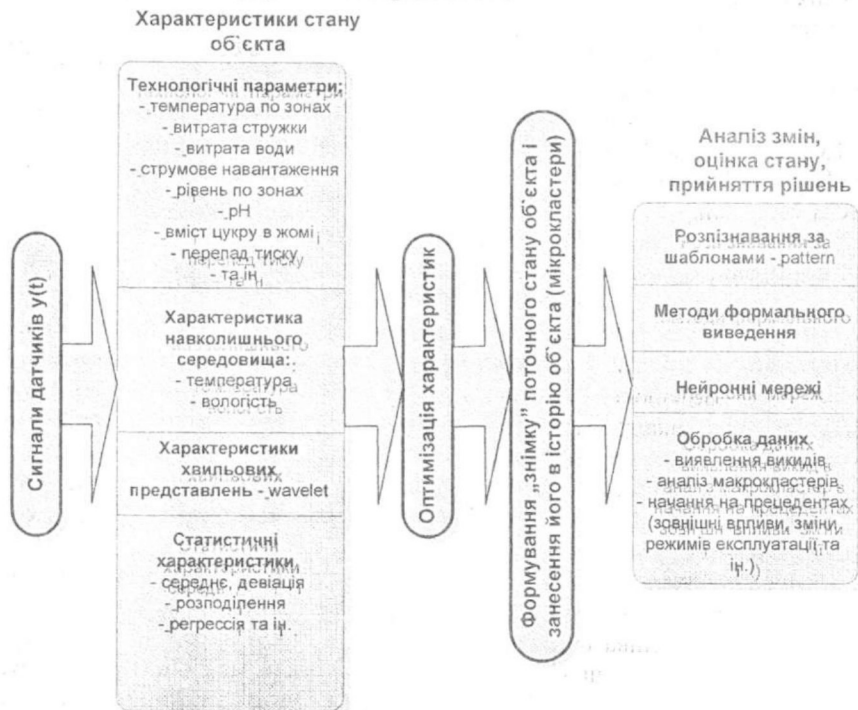 Характеристики стану
об`єкта
Сигнали датчиків y(t)
Технологічні параметри:
- температура по зонах
- витрата стружки
- витрата води
- струмове навантаження
- рівень по зонах
- pH
- вміст цукру в жомі
- перепад тиску
- та ін.
Характеристика
навколишнього
середовища:
- температура
- вологість
Характеристики
хвильових
представлень - wavelet
Статистичні
характеристики
- середнє, девіація
- розподілення
- регрессія та ін.
Оптимізація характеристик
Формування „знімку" поточного стану об`єкта і
занесення його в історію об`єкта (мікрокластери)
Аналіз змін,
оцінка стану,
прийняття рішень
Розпізнавання за
шаблонами - pattern
Методи формального
виведення
Нейронні мережі
Обробка даних
- виявлення викидів
- аналіз макрокластерів
- начання на прецедентах
(зовнішні впливи, зміни
режимів експлуатації та
ін.)